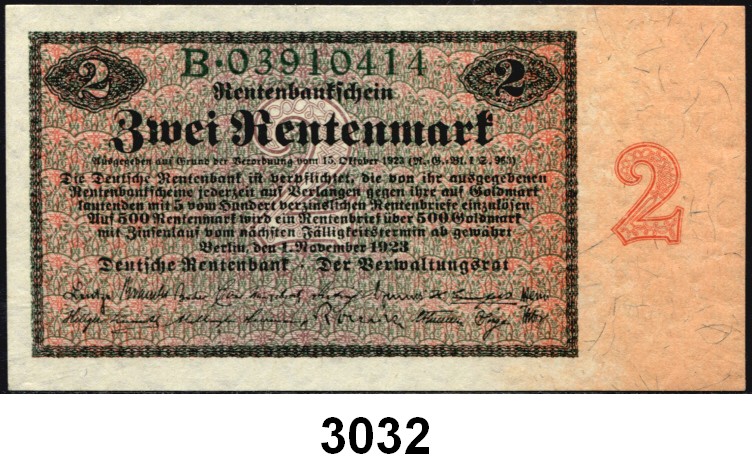 B·03910414
2 2
Rentenbankschein
Zwei Rentenmark
Ausgegeben auf Grund der Verordnung vom 15. Oktober 1923 (R.-G.-Bl. I S. 963)
Die Deutsche Rentenbank ist verpflichtet, die von ihr ausgegebenen
Rentenbankscheine jederzeit auf Verlangen gegen ihre auf Goldmark
lautenden mit 5 vom Hundert verzinslichen Rentenbriefe einzulösen.
Auf 500 Rentenmark wird ein Rentenbrief über 500 Goldmark
mit Zinsenlauf vom nächsten Fälligkeitstermin ab gewährt
Berlin, den 1. November 1923
Deutsche Rentenbank · Der Verwaltungsrat
2
3032